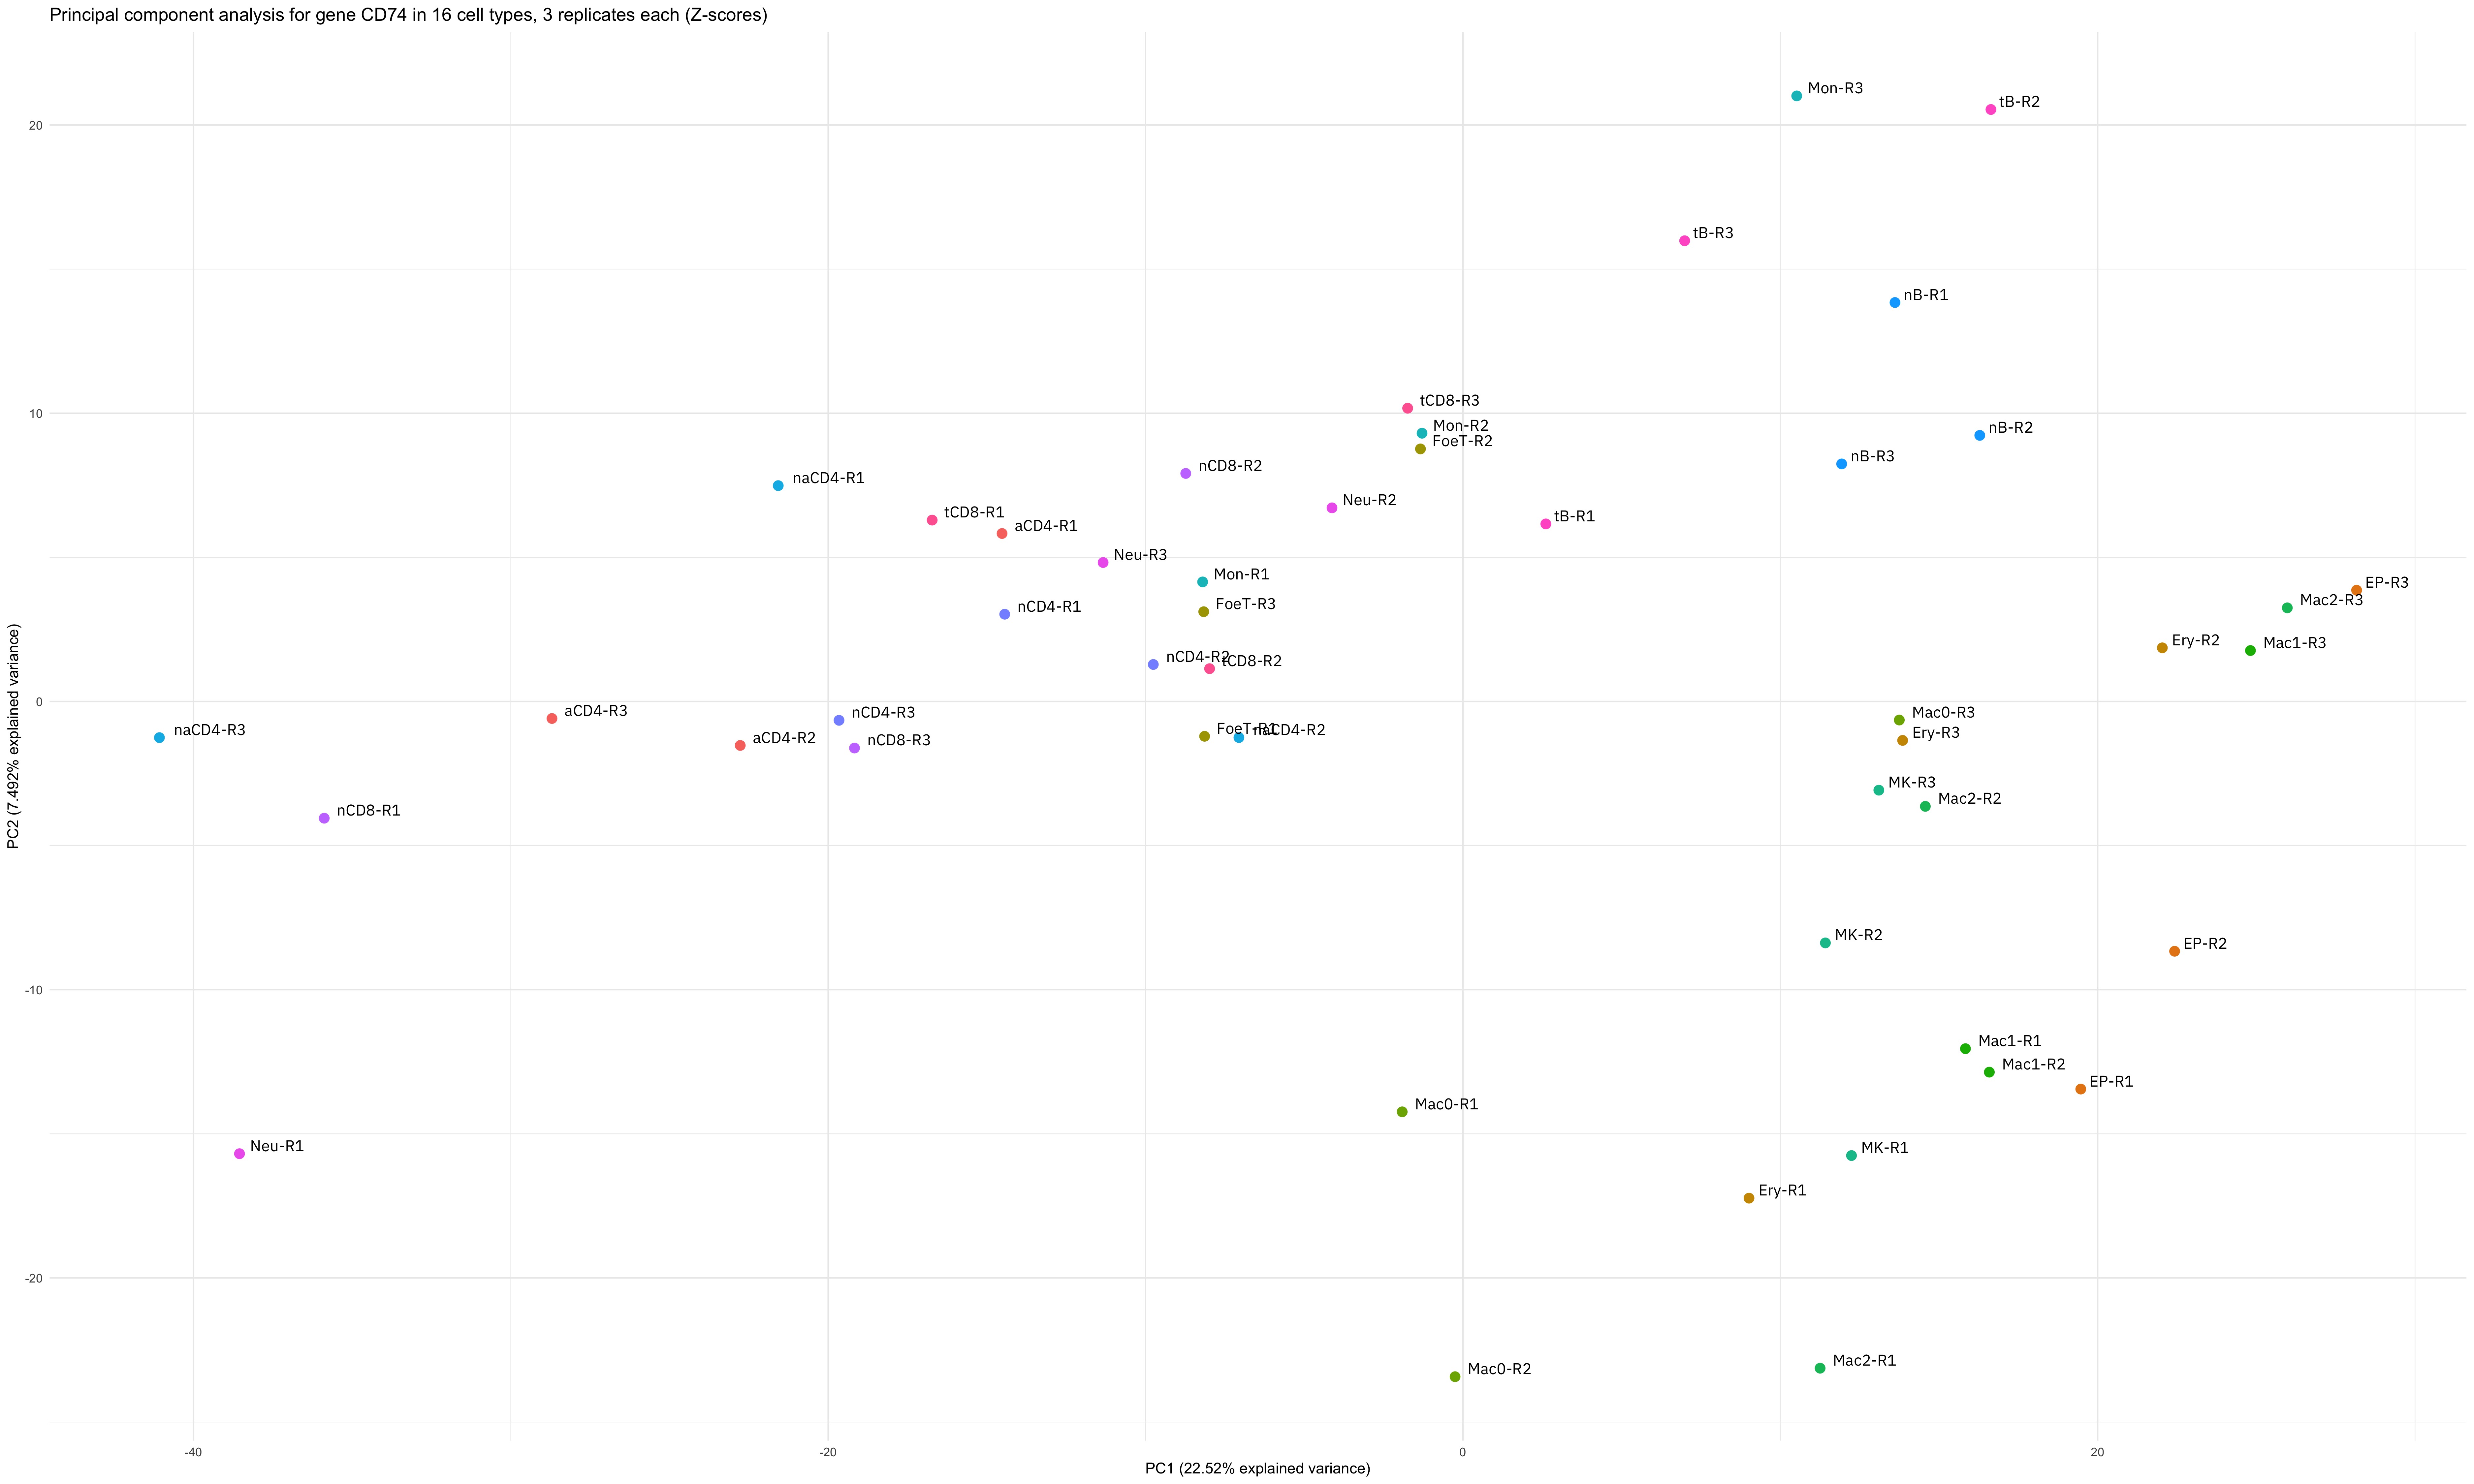 Principal component analysis for gene CD74 in 16 cell types, 3 replicates each (Z-scores)
Mon-R3
tB-R2
20
tB-R3
nB-R1
tCD8-R3
10
Mon-R2
nB-R2
FoeT-R2
nB-R3
nCD8-R2
naCD4-R1
Neu-R2
tCD8-R1
tB-R1
aCD4-R1
Neu-R3
Mon-R1
EP-R3
Mac2-R3
FoeT-R3
nCD4-R1
Ery-R2
Mac1-R3
nCD4-R2
tCD8-R2
0
aCD4-R3
nCD4-R3
Mac0-R3
naCD4-R3
FoeT-R1
naCD4-R2
Ery-R3
aCD4-R2
nCD8-R3
PC2 (7.492% explained variance)
MK-R3
Mac2-R2
nCD8-R1
MK-R2
EP-R2
-10
Mac1-R1
Mac1-R2
EP-R1
Mac0-R1
Neu-R1
MK-R1
Ery-R1
-20
Mac2-R1
Mac0-R2
-40
-20
0
20
PC1 (22.52% explained variance)